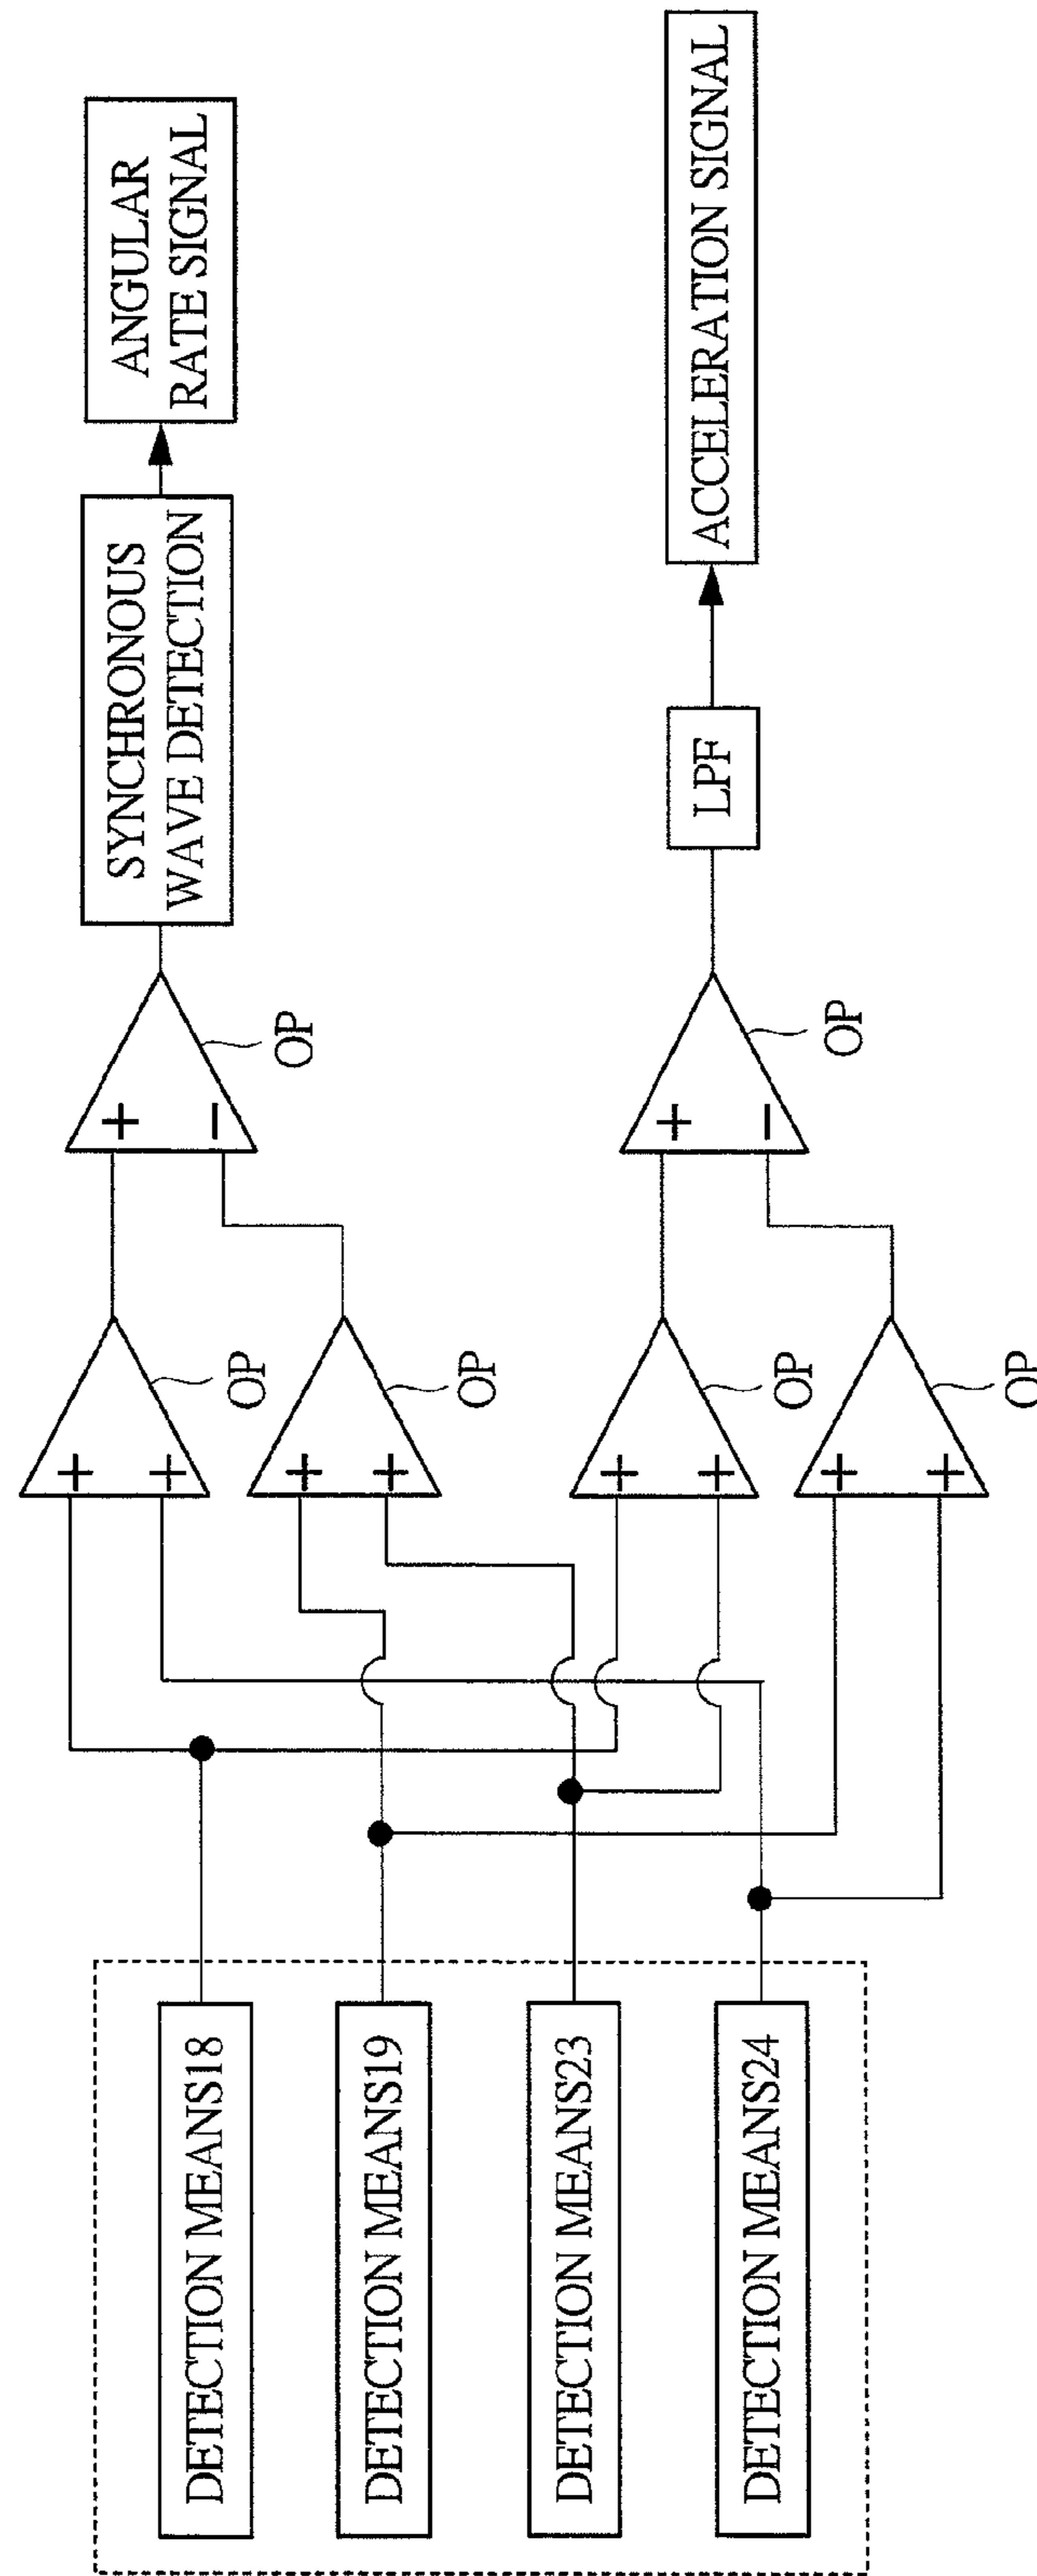 DETECTION MEANS18
DETECTION MEANS19
DETECTION MEANS23
DETECTION MEANS24
+
+
OP
+
+
OP
+
+
OP
+
+
OP
+
−
OP
+
−
OP
SYNCHRONOUS
WAVE DETECTION
ANGULAR
RATE SIGNAL
LPF
ACCELERATION SIGNAL